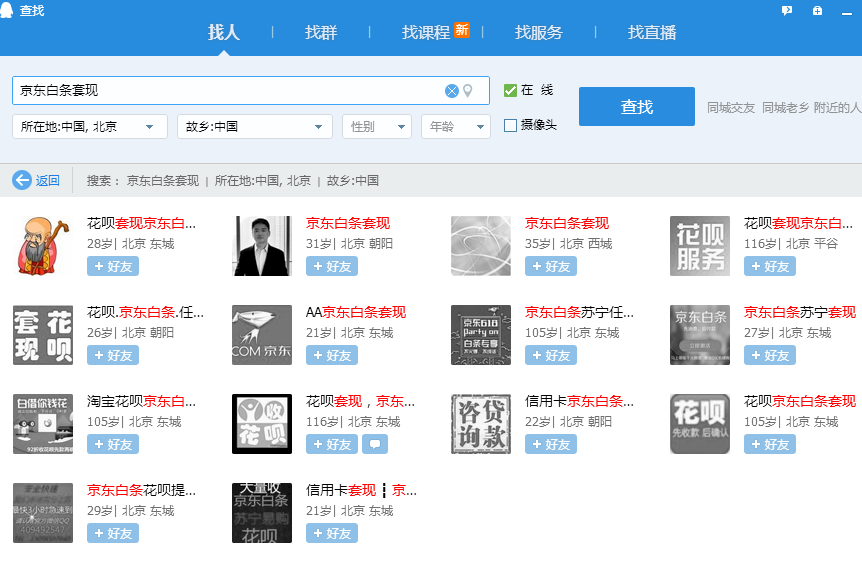 查找
找人
找群
找课程 新
找服务
找直播
京东白条套现
在 线
查找
同城交友 同城老乡 附近的人
所在地:中国, 北京
故乡:中国
性别
年龄
摄像头
返回
搜索： 京东白条套现 | 所在地:中国, 北京 | 故乡:中国
花呗套现京东白...
28岁| 北京 东城
+ 好友
京东白条套现
31岁| 北京 朝阳
+ 好友
京东白条套现
35岁| 北京 西城
+ 好友
花呗
服务
花呗套现京东白...
116岁| 北京 平谷
+ 好友
套花
现呗
花呗.京东白条.任...
26岁| 北京 朝阳
+ 好友
COM 京东
AA京东白条套现
21岁| 北京 东城
+ 好友
京东618
party on
白条专享
京东白条苏宁任...
105岁| 北京 东城
+ 好友
京东白条
京东白条苏宁套现
27岁| 北京 东城
+ 好友
白借你钱花
淘宝花呗京东白...
105岁| 北京 东城
+ 好友
收
花呗
花呗套现，京东...
116岁| 北京 东城
+ 好友
咨贷
询款
信用卡京东白条...
22岁| 北京 朝阳
+ 好友
花呗
先收款 后确认
花呗京东白条套现
105岁| 北京 东城
+ 好友
安全快速
最快3小时急速到
409492547
京东白条花呗提...
29岁| 北京 东城
+ 好友
大量收
京东白条
苏宁易购
花呗
信用卡套现┇京...
21岁| 北京 东城
+ 好友